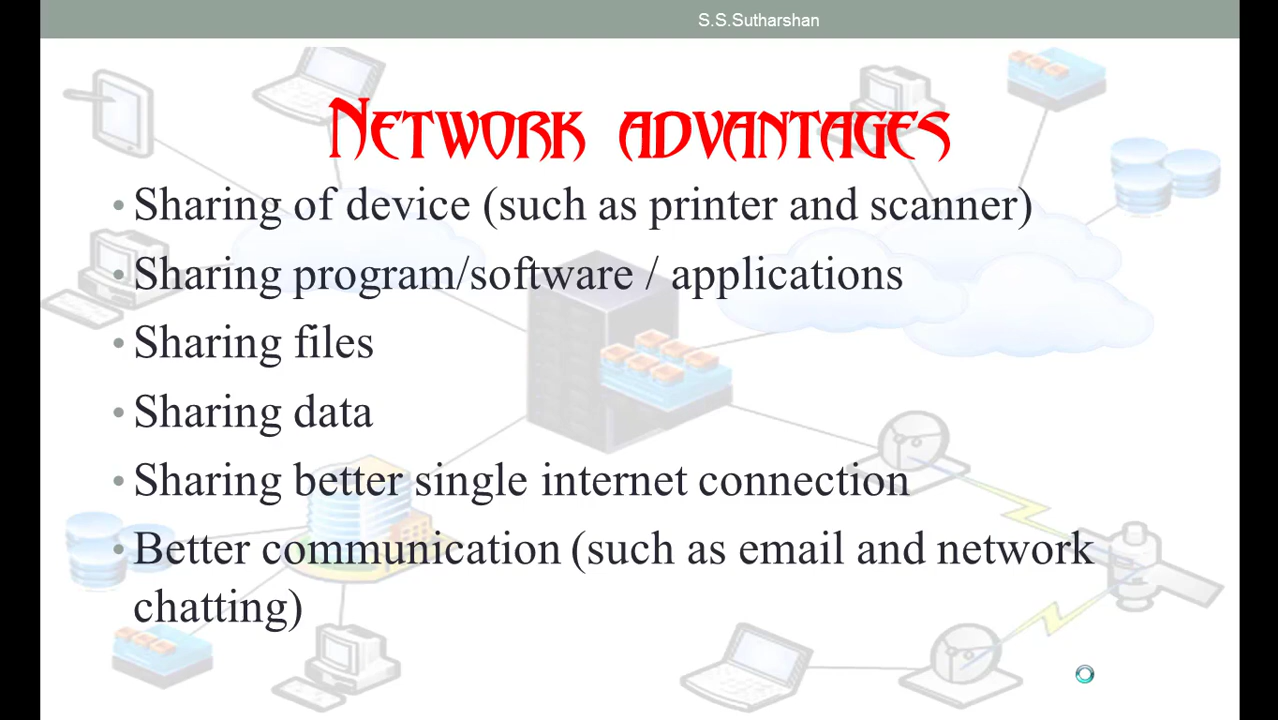 S.S.Sutharshan
NETWORK ADVANTAGES
• Sharing of device (such as printer and scanner)
• Sharing program/software / applications
• Sharing files
• Sharing data
• Sharing better single internet connection
• Better communication (such as email and network
chatting)